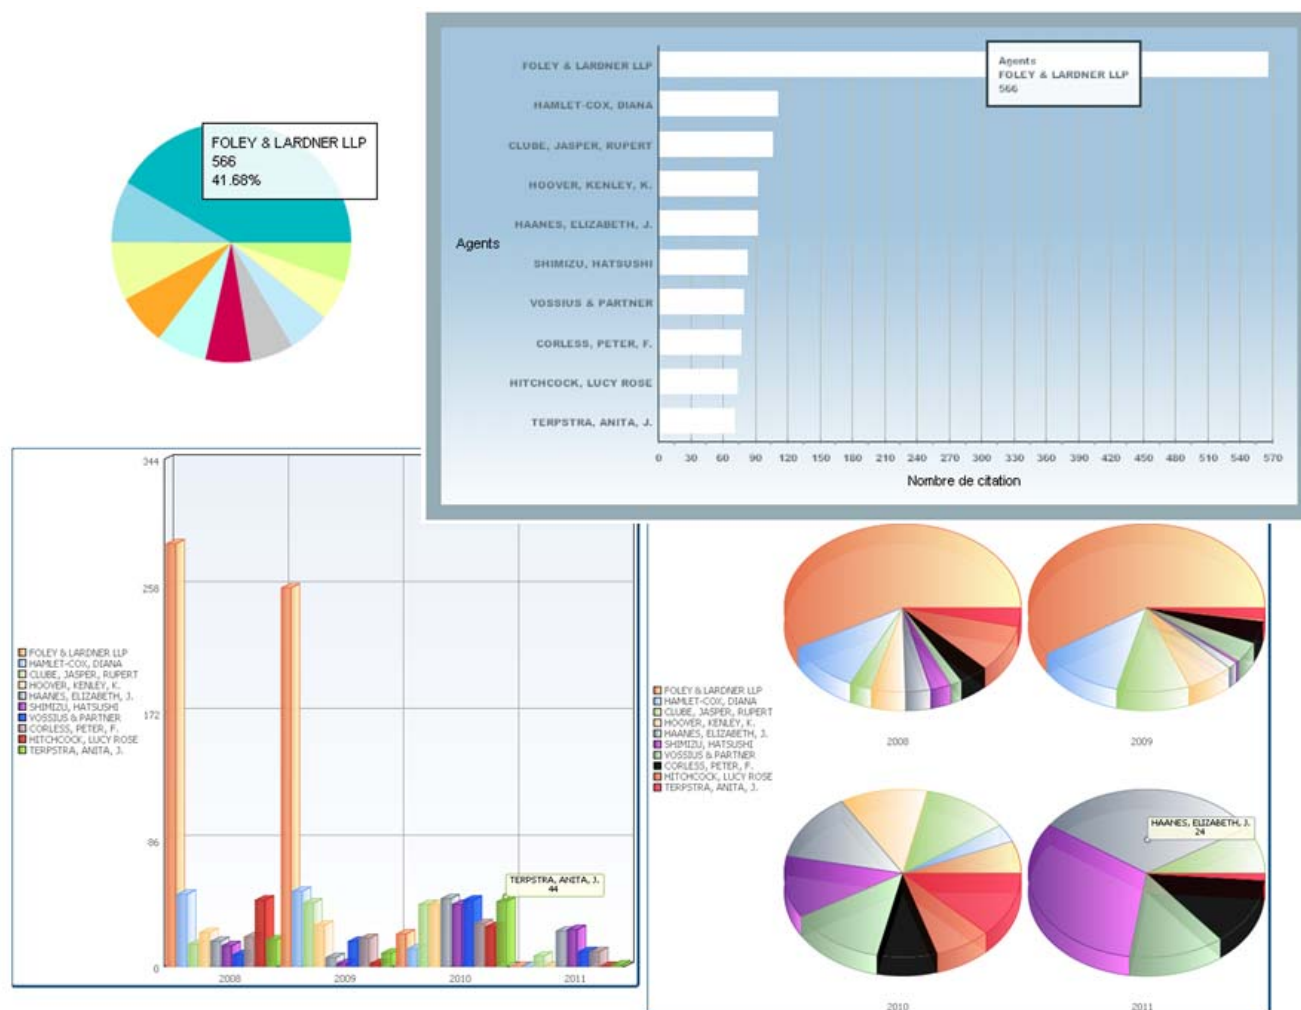 FOLEY & LARDNER LLP
566
41.68%
Agents
FOLEY & LARDNER LLP
HAMLET-COX, DIANA
CLUBE, JASPER, RUPERT
HOOVER, KENLEY, K.
HAANES, ELIZABETH, J.
SHIMIZU, HATSUSHI
VOSSIUS & PARTNER
CORLESS, PETER, F.
HITCHCOCK, LUCY ROSE
TERPSTRA, ANITA, J.
Agents
FOLEY & LARDNER LLP
566
0 30 60 90 120 150 180 210 240 270 300 330 360 390 420 450 480 510 540 570
Nombre de citation
344
258
172
86
0
FOLEY & LARDNER LLP
HAMLET-COX, DIANA
CLUBE, JASPER, RUPERT
HOOVER, KENLEY, K.
HAANES, ELIZABETH, J.
SHIMIZU, HATSUSHI
VOSSIUS & PARTNER
CORLESS, PETER, F.
HITCHCOCK, LUCY ROSE
TERPSTRA, ANITA, J.
TERPSTRA, ANITA, J.
44
2008 2009 2010 2011
FOLEY & LARDNER LLP
HAMLET-COX, DIANA
CLUBE, JASPER, RUPERT
HOOVER, KENLEY, K.
HAANES, ELIZABETH, J.
SHIMIZU, HATSUSHI
VOSSIUS & PARTNER
CORLESS, PETER, F.
HITCHCOCK, LUCY ROSE
TERPSTRA, ANITA, J.
2008 2009
HAANES, ELIZABETH, J.
24
2010 2011